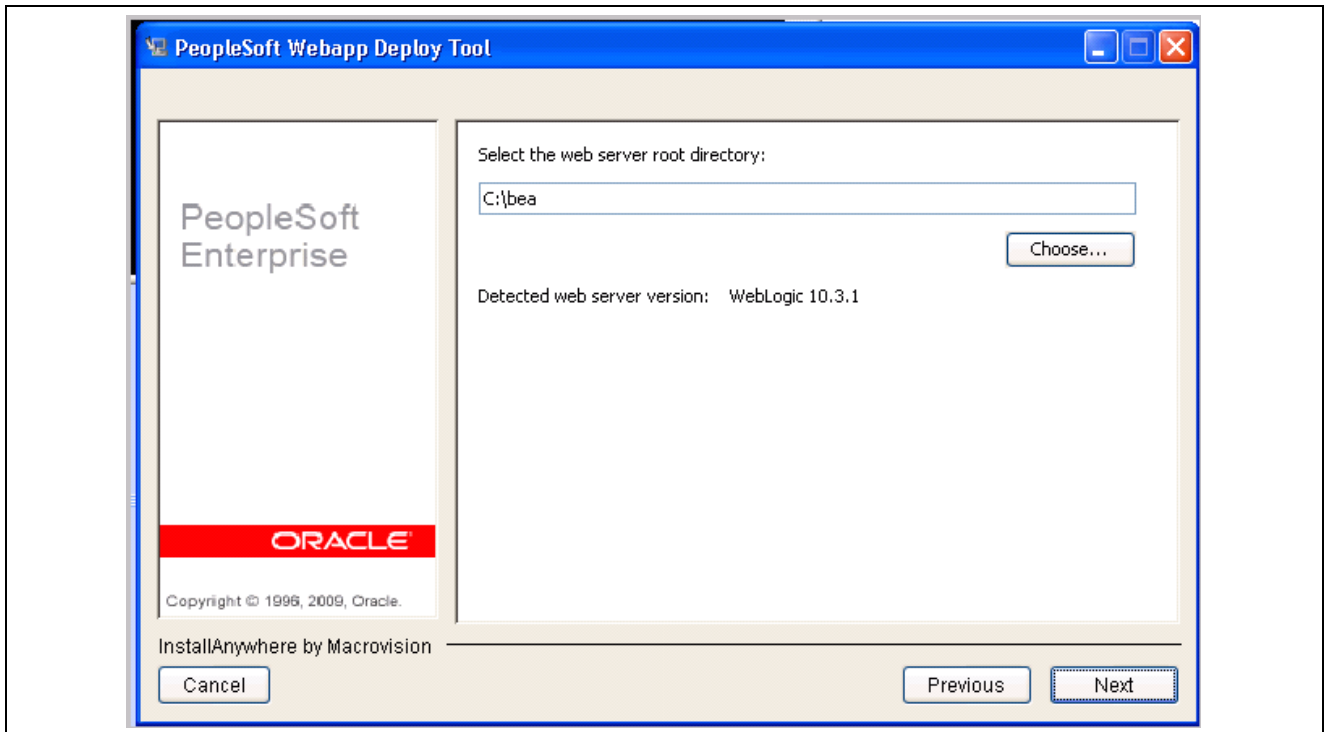 PeopleSoft Webapp Deploy Tool
PeopleSoft
Enterprise
ORACLE
Copyright © 1996, 2009, Oracle.
Select the web server root directory:
C:\bea
Choose...
Detected web server version: WebLogic 10.3.1
InstallAnywhere by Macrovision
Cancel
Previous
Next